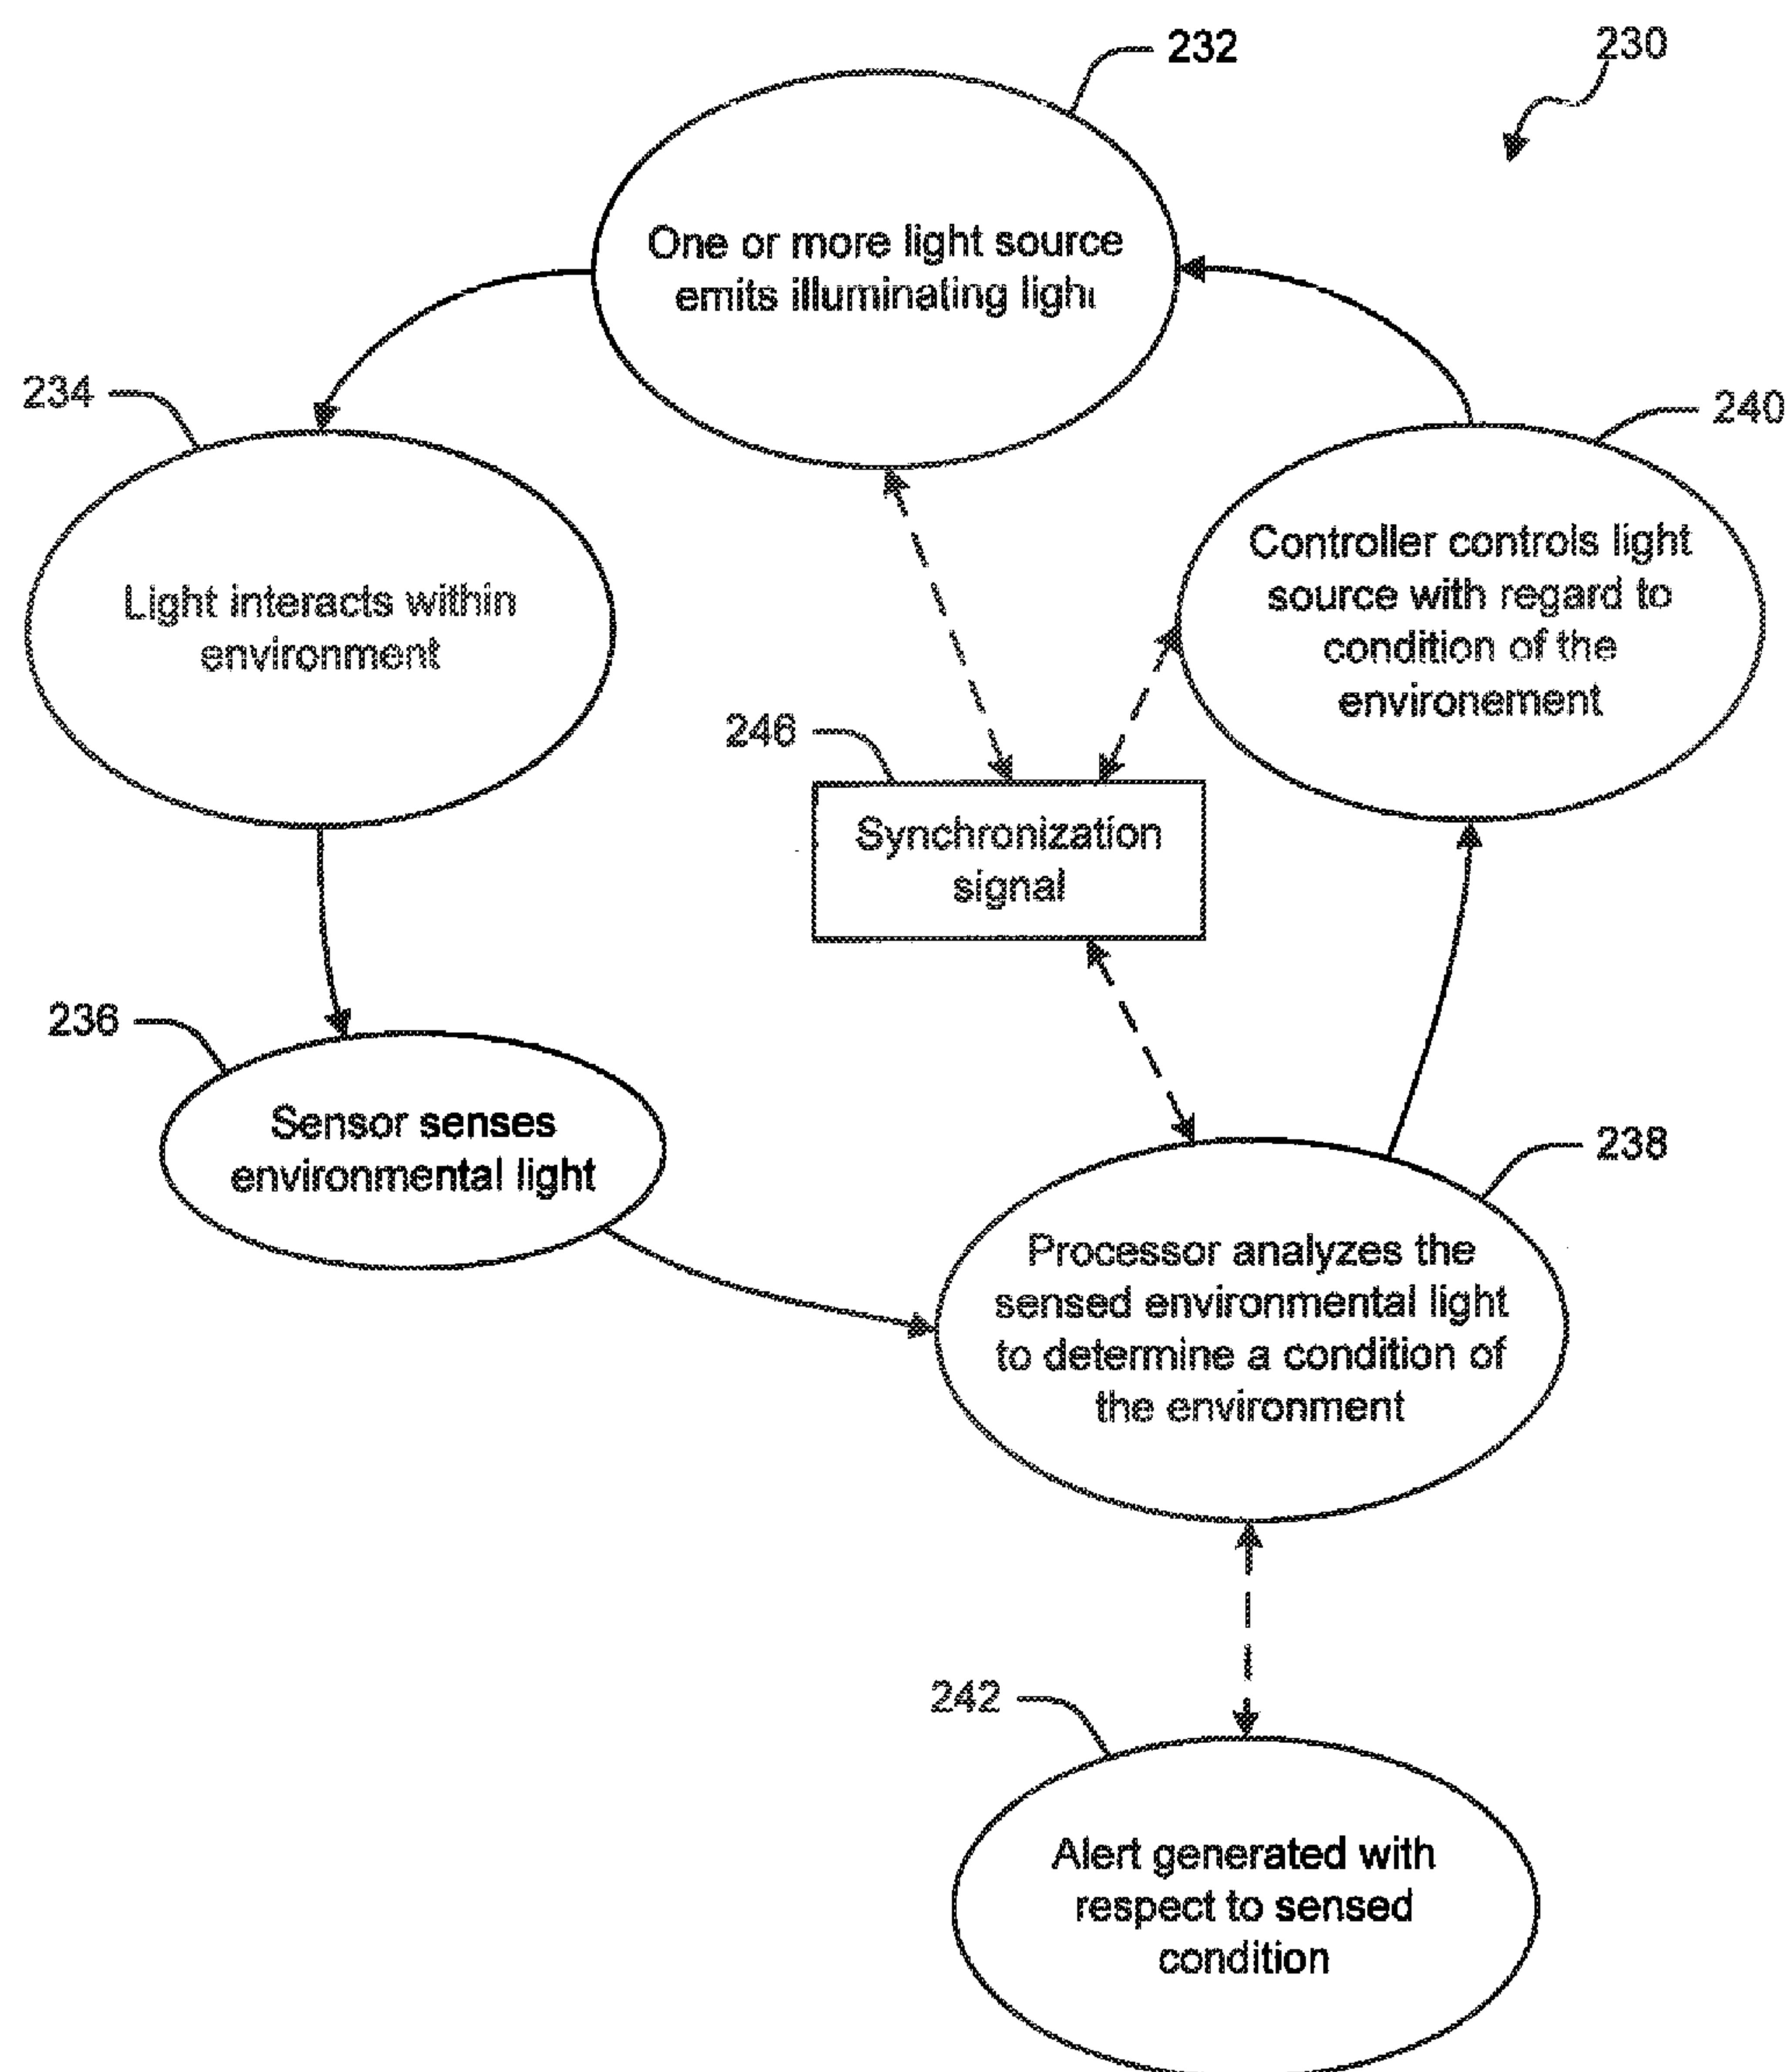 232
230
One or more light source
emits illuminating light
234
240
Light interacts within
environment
Controller controls light
source with regard to
condition of the
environement
246
Synchronization
signal
236
Sensor senses
environmental light
238
Processor analyzes the
sensed environmental light
to determine a condition of
the environment
242
Alert generated with
respect to sensed
condition